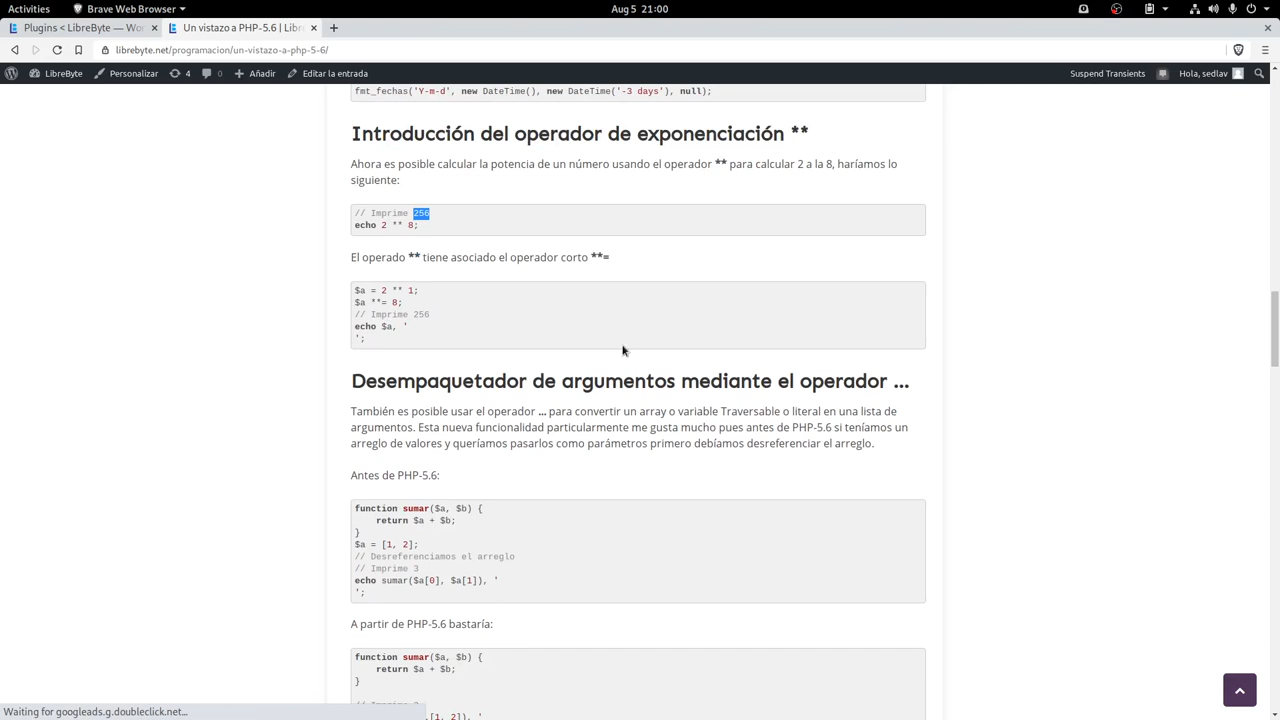 Activities
Brave Web Browser
Aug 5 21:00
Plugins < LibreByte — Wo
Un vistazo a PHP-5.6 | Libr
librebyte.net/programacion/un-vistazo-a-php-5-6/
LibreByte
Personalizar
4
0
Añadir
Editar la entrada
Suspend Transients
Hola, sedlav
fmt_fechas('Y-m-d', new DateTime(), new DateTime('-3 days'), null);
Introducción del operador de exponenciación **
Ahora es posible calcular la potencia de un número usando el operador ** para calcular 2 a la 8, haríamos lo
siguiente:
// Imprime 256
echo 2 ** 8;
El operado ** tiene asociado el operador corto **=
$a = 2 ** 1;
$a **= 8;
// Imprime 256
echo $a, '
';
Desempaquetador de argumentos mediante el operador ...
También es posible usar el operador ... para convertir un array o variable Traversable o literal en una lista de
argumentos. Esta nueva funcionalidad particularmente me gusta mucho pues antes de PHP-5.6 si teníamos un
arreglo de valores y queríamos pasarlos como parámetros primero debíamos desreferenciar el arreglo.
Antes de PHP-5.6:
function sumar($a, $b) {
return $a + $b;
}
$a = [1, 2];
// Desreferenciamos el arreglo
// Imprime 3
echo sumar($a[0], $a[1]), '
';
A partir de PHP-5.6 bastaría:
function sumar($a, $b) {
return $a + $b;
}
[1, 2]), '
Waiting for googleads.g.doubleclick.net...